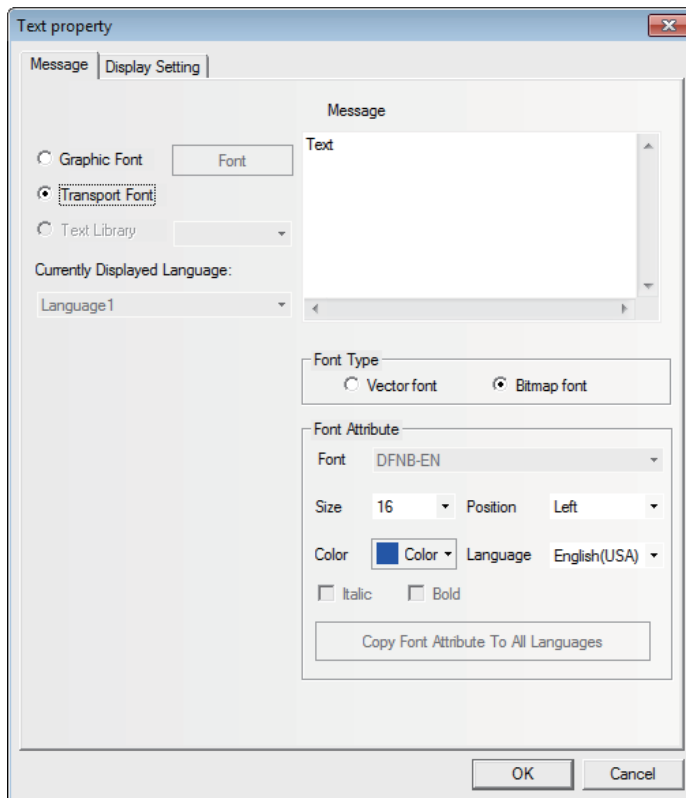 Text property
Message Display Setting
Message
Text
Graphic Font Font
Transport Font
Text Library
Currently Displayed Language:
Language1
Font Type
Vector font Bitmap font
Font Attribute
Font DFNB-EN
Size 16 Position Left
Color Color Language English(USA)
Italic Bold
Copy Font Attribute To All Languages
OK Cancel